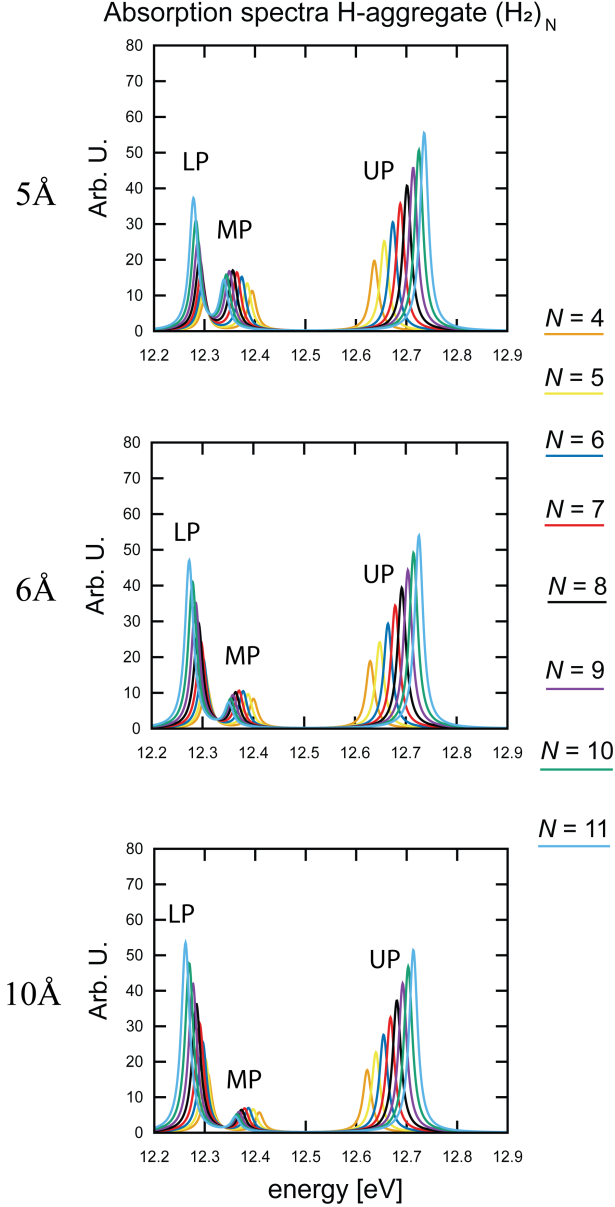 Absorption spectra H-aggregate (H₂)N
80
70
60
50
40
30
20
10
0
Arb. U.
5Å
LP
MP
UP
12.2 12.3 12.4 12.5 12.6 12.7 12.8 12.9
N = 4
N = 5
N = 6
N = 7
N = 8
N = 9
N = 10
N = 11
80
70
60
50
40
30
20
10
0
Arb. U.
6Å
LP
MP
UP
12.2 12.3 12.4 12.5 12.6 12.7 12.8 12.9
80
70
60
50
40
30
20
10
0
Arb. U.
10Å
LP
MP
UP
12.2 12.3 12.4 12.5 12.6 12.7 12.8 12.9
energy [eV]